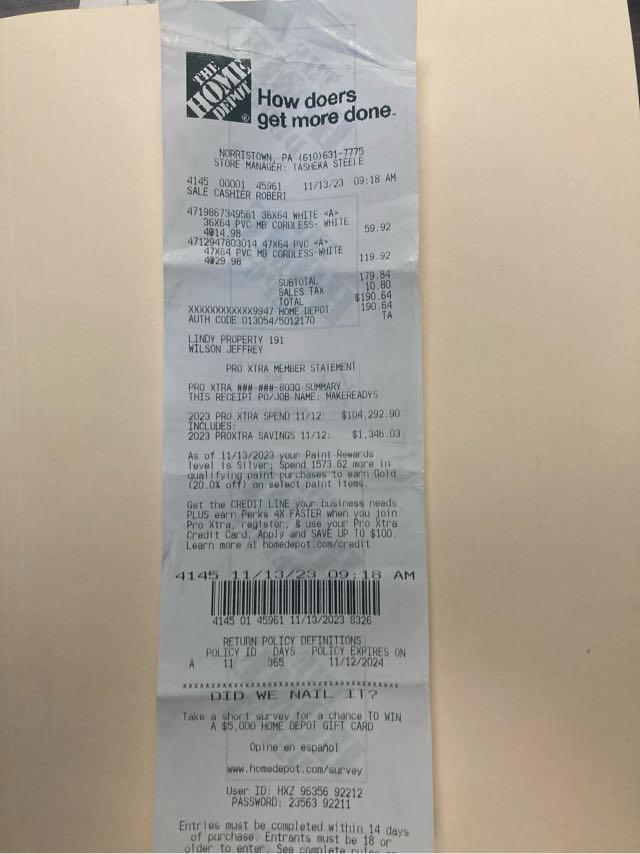 THE HOME DEPOT
How doers
get more done.
NORRISTOWN, PA (610)631-7775
STORE MANAGER: TASHEKA STEELE
4145 00001 45961 11/13/23 09:18 AM
SALE CASHIER ROBERT
4719867349561 36X64 WHITE <A>
36X64 PVC MB CORDLESS- WHITE
4@14.98 59.92
4712947803014 47X64 PVC <A>
47X64 PVC MB CORDLESS-WHITE
4@29.98 119.92
SUBTOTAL 179.84
SALES TAX 10.80
TOTAL $190.64
XXXXXXXXXXXX9947 HOME DEPOT 190.64
AUTH CODE 013054/5012170 TA
LINDY PROPERTY 191
WILSON JEFFREY
PRO XTRA MEMBER STATEMENT
PRO XTRA ###-###-8030 SUMMARY
THIS RECEIPT PO/JOB NAME: MAKEREADYS
2023 PRO XTRA SPEND 11/12: $104,292.90
INCLUDES:
2023 PROXTRA SAVINGS 11/12: $1,346.03
As of 11/13/2023 your Paint Rewards
level is Silver; Spend 1573.62 more in
qualifying paint purchases to earn Gold
(20.0% off) on select paint items.
Get the CREDIT LINE your business needs
PLUS earn Perks 4X FASTER when you join
Pro Xtra, register, & use your Pro Xtra
Credit Card. Apply and SAVE UP TO $100.
Learn more at homedepot.com/credit
4145 11/13/23 09:18 AM
4145 01 45961 11/13/2023 8326
RETURN POLICY DEFINITIONS
POLICY ID DAYS POLICY EXPIRES ON
A 11 365 11/12/2024
DID WE NAIL IT?
Take a short survey for a chance TO WIN
A $5,000 HOME DEPOT GIFT CARD
Opine en español
www.homedepot.com/survey
User ID: HXZ 96356 92212
PASSWORD: 23563 92211
Entries must be completed within 14 days
of purchase. Entrants must be 18 or
older to enter. See complete rules on